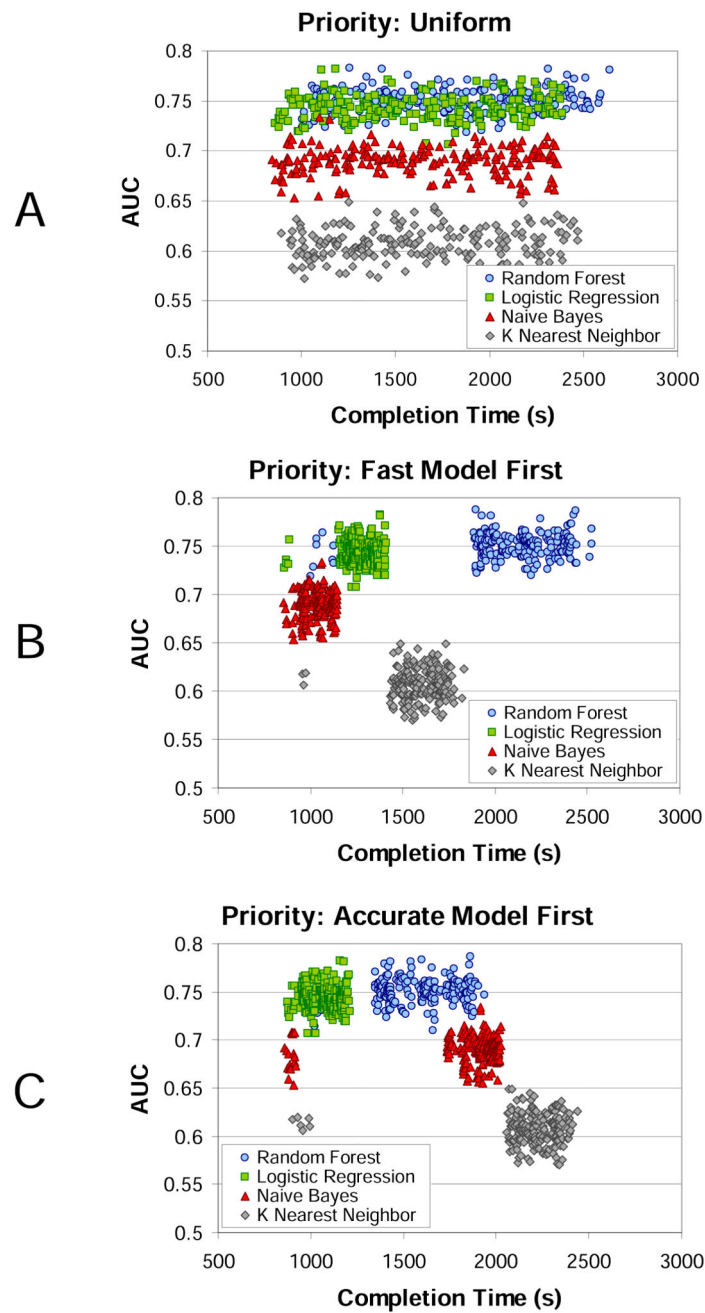 Priority: Uniform
A
AUC
0.8
0.75
0.7
0.65
0.6
0.55
0.5
Random Forest
Logistic Regression
Naive Bayes
K Nearest Neighbor
500 1000 1500 2000 2500 3000
Completion Time (s)
Priority: Fast Model First
B
AUC
0.8
0.75
0.7
0.65
0.6
0.55
0.5
Random Forest
Logistic Regression
Naive Bayes
K Nearest Neighbor
500 1000 1500 2000 2500 3000
Completion Time (s)
Priority: Accurate Model First
C
AUC
0.8
0.75
0.7
0.65
0.6
0.55
0.5
Random Forest
Logistic Regression
Naive Bayes
K Nearest Neighbor
500 1000 1500 2000 2500 3000
Completion Time (s)